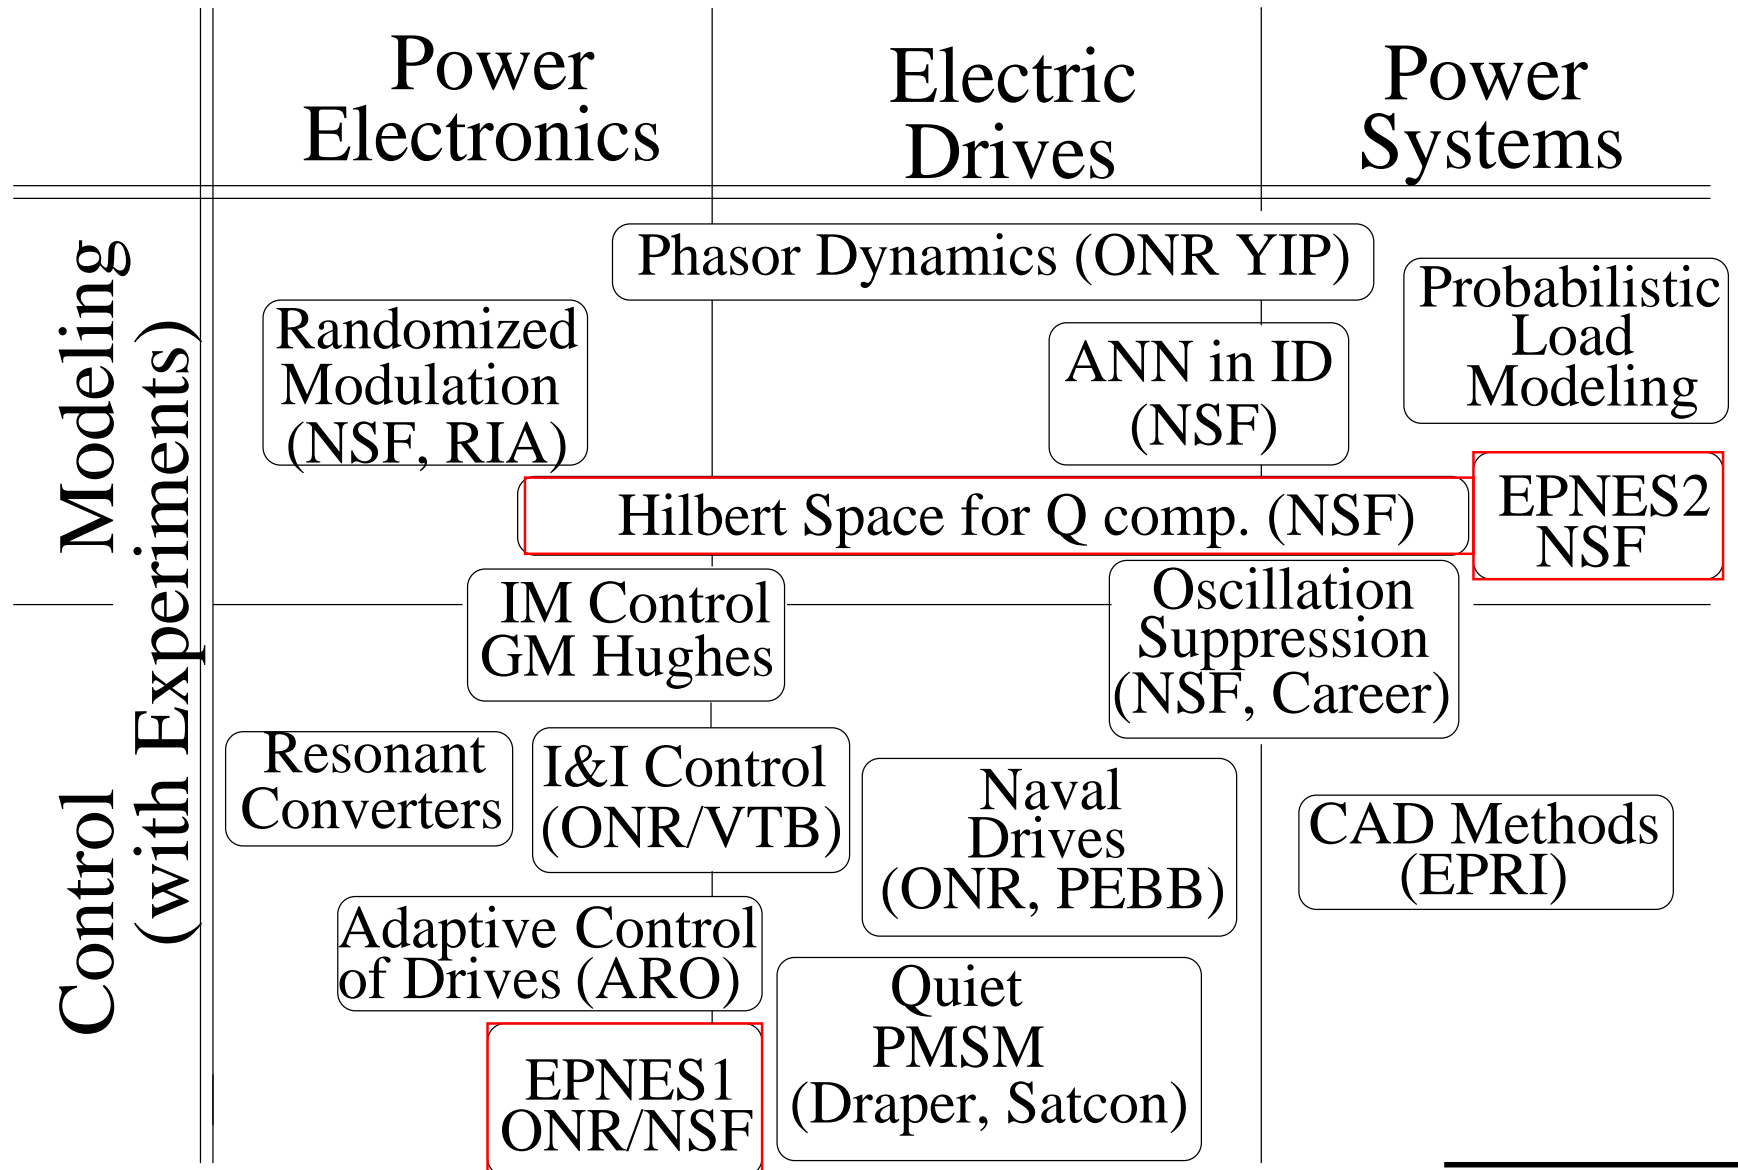 Power
Electronics
Electric
Drives
Power
Systems
Modeling
Control
(with Experiments)
Phasor Dynamics (ONR YIP)
Probabilistic
Load
Modeling
Randomized
Modulation
(NSF, RIA)
ANN in ID
(NSF)
Hilbert Space for Q comp. (NSF)
EPNES2
NSF
IM Control
GM Hughes
Oscillation
Suppression
(NSF, Career)
Resonant
Converters
I&I Control
(ONR/VTB)
Naval
Drives
(ONR, PEBB)
CAD Methods
(EPRI)
Adaptive Control
of Drives (ARO)
Quiet
PMSM
(Draper, Satcon)
EPNES1
ONR/NSF